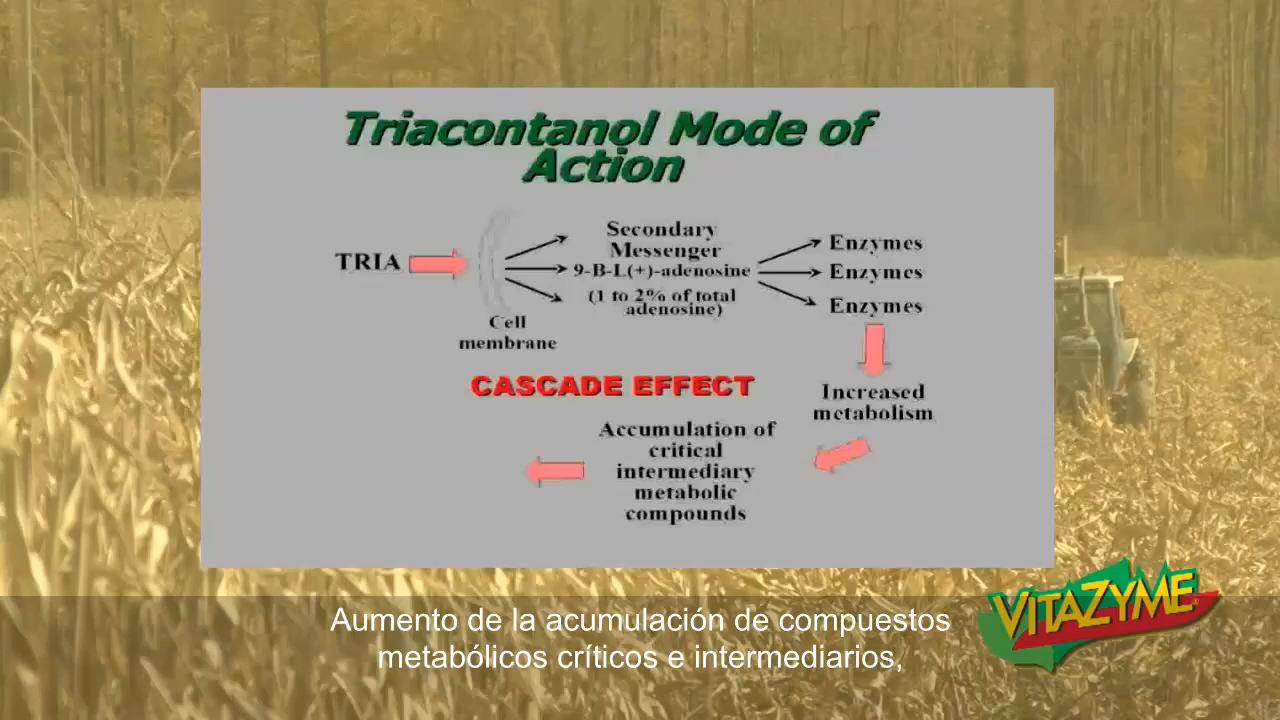 Triacontanol Mode of
Action
TRIA
Cell
membrane
Secondary
Messenger
9-B-L(+)-adenosine
(1 to 2% of total
adenosine)
Enzymes
Enzymes
Enzymes
Increased
metabolism
CASCADE EFFECT
Accumulation of
critical
intermediary
metabolic
compounds
Aumento de la acumulación de compuestos
metabólicos críticos e intermediarios,
VITAZYME